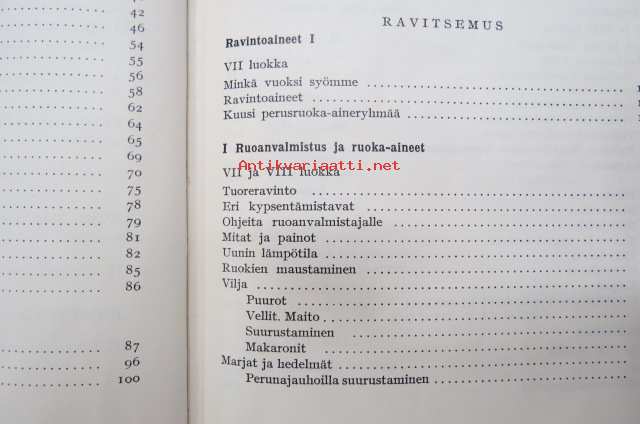 42
46
54
55
56
58
62
64
65
69
70
75
78
79
81
82
85
86
87
96
100
RAVITSEMUS
Ravintoaineet I
VII luokka
Minkä vuoksi syömme
Ravintoaineet
Kuusi perusruoka-aineryhmää
I Ruoanvalmistus ja ruoka-aineet
Antikvariaatti.net
VII ja VIII luokka
Tuoreravinto
Eri kypsentämistavat
Ohjeita ruoanvalmistajalle
Mitat ja painot
Uunin lämpötila
Ruokien maustaminen
Vilja
Puurot
Vellit. Maito
Suurustaminen
Makaronit
Marjat ja hedelmät
Perunajauhoilla suurustaminen